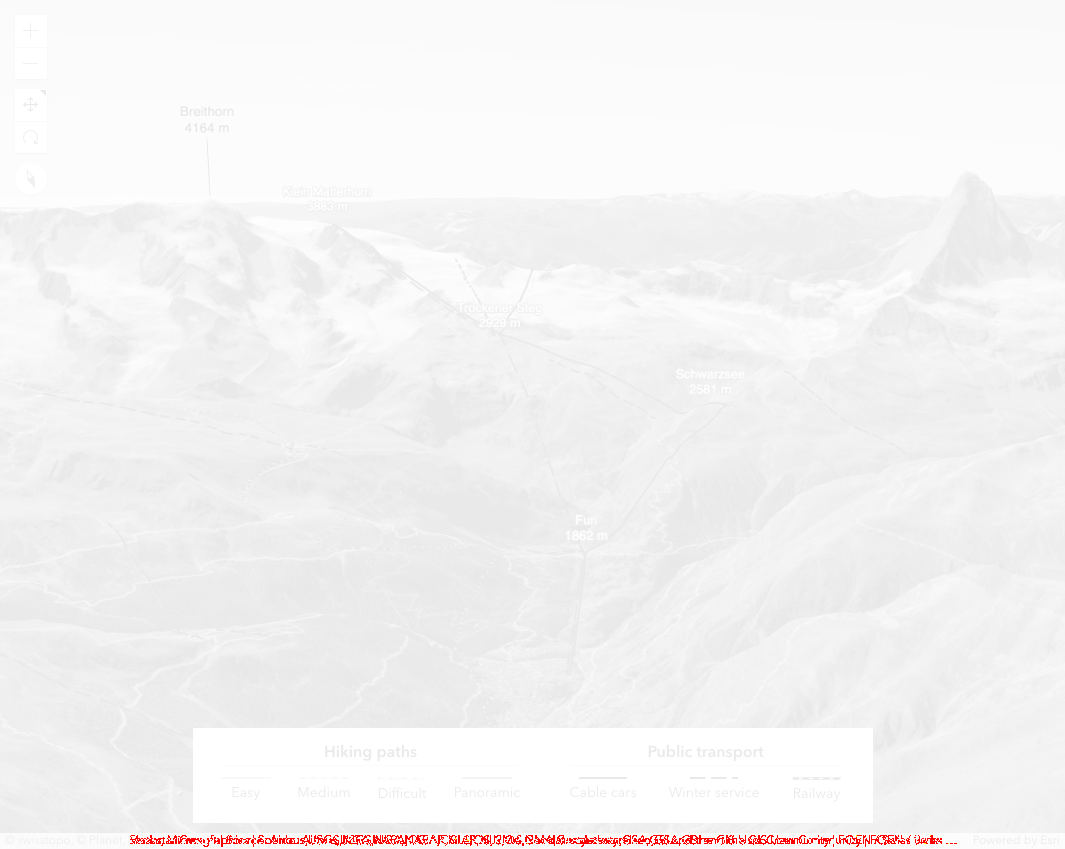 Breithorn
4164 m
Klein Matterhorn
3883 m
Trockener Steg
2929 m
Schwarzsee
2581 m
Furi
1862 m
Hiking paths
Public transport
Easy
Medium
Difficult
Panoramic
Cable cars
Winter service
Railway
© swisstopo, © Planet,
Powered by Esri